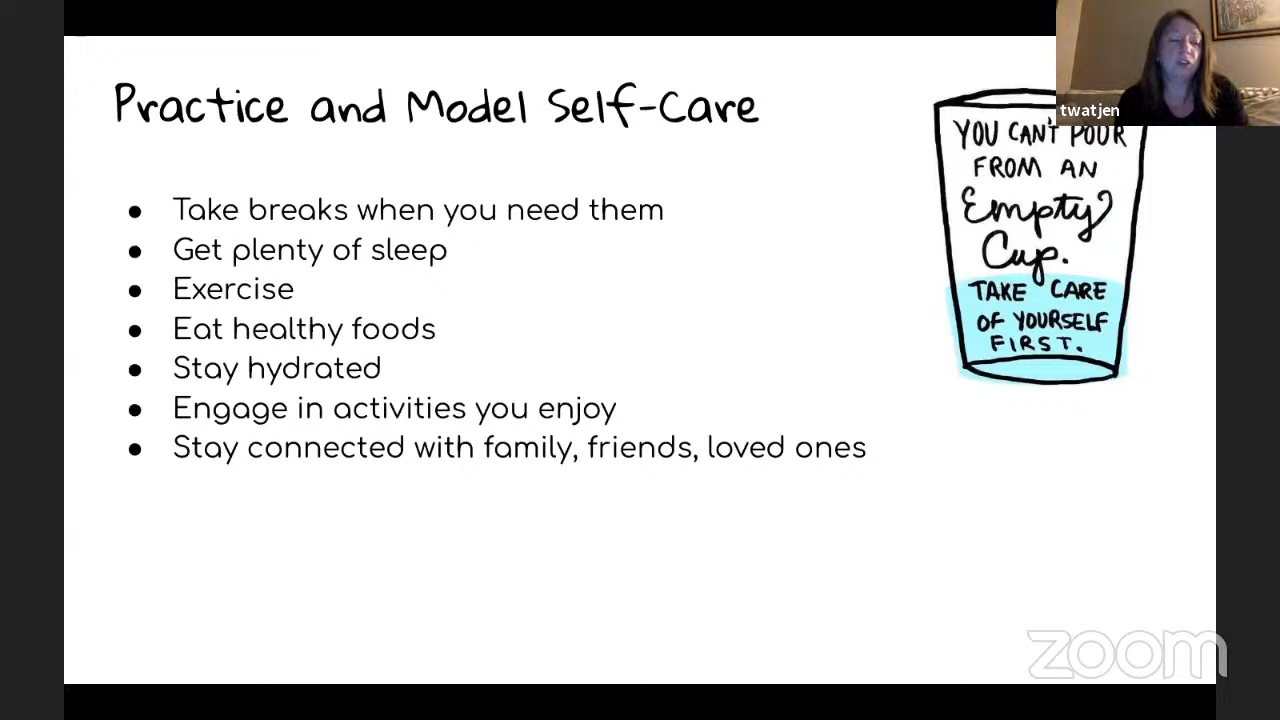 Practice and Model Self-Care
Take breaks when you need them
Get plenty of sleep
Exercise
Eat healthy foods
Stay hydrated
Engage in activities you enjoy
Stay connected with family, friends, loved ones
twatjen
YOU CAN'T POUR
FROM AN
Empty
Cup.
TAKE CARE
OF YOURSELF
FIRST.
zoom